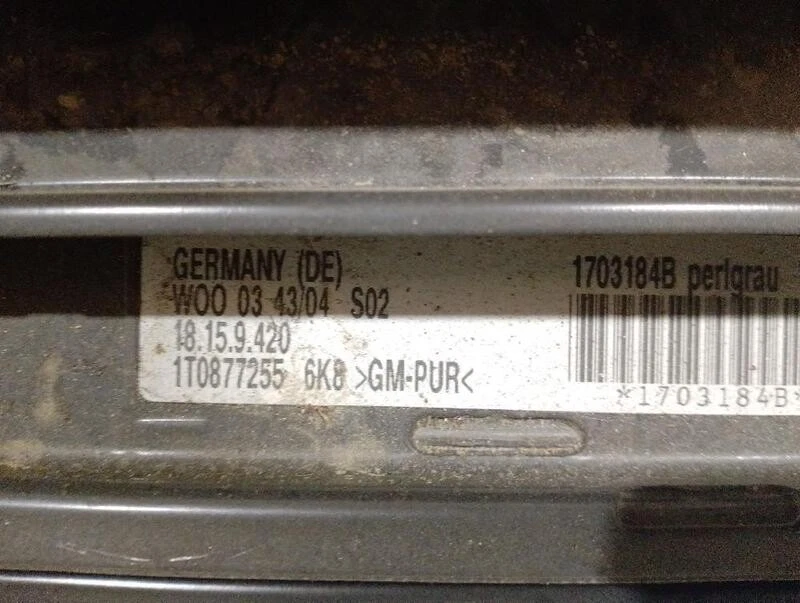 GERMANY (DE)
WOO 03 43/04 S02
18.15.9.420
1T0877255 6K8 >GM-PUR<
1703184B perlgrau
*1703184B*